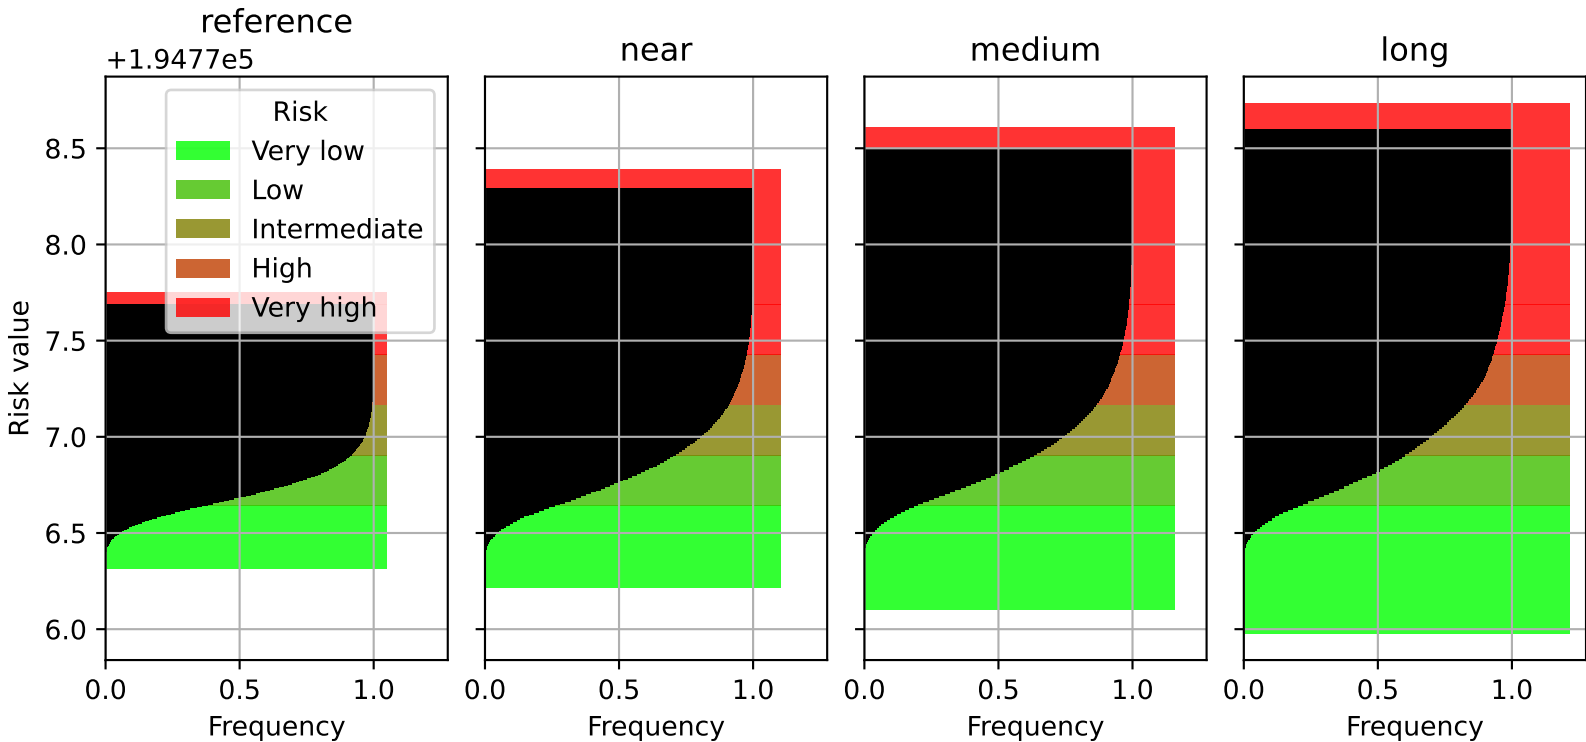 reference
near
medium
long
+1.9477e5
Risk
Very low
Low
Intermediate
High
Very high
8.5
8.0
7.5
7.0
6.5
6.0
Risk value
0.0 0.5 1.0
0.0 0.5 1.0
0.0 0.5 1.0
0.0 0.5 1.0
Frequency
Frequency
Frequency
Frequency